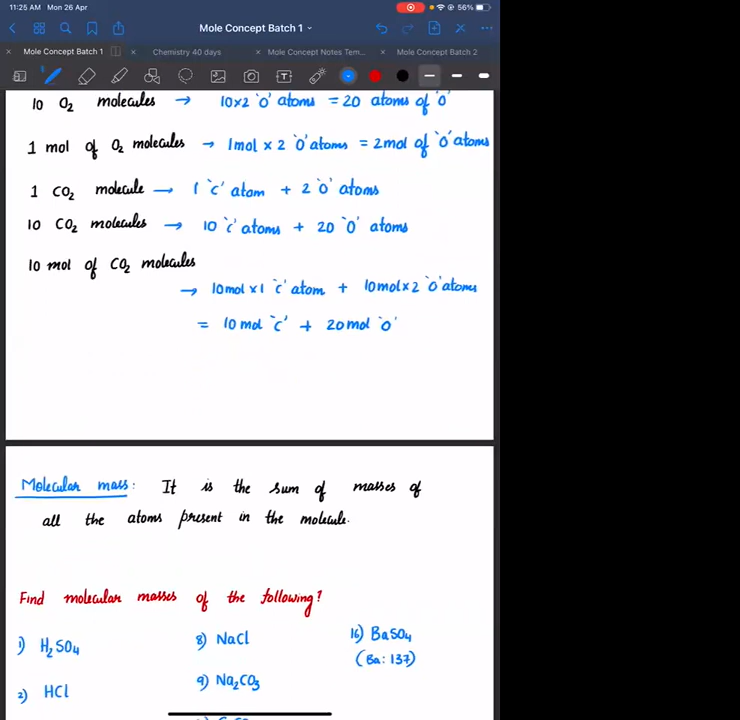 11:25 AM Mon 26 Apr
56%
Mole Concept Batch 1
Mole Concept Batch 1
Chemistry 40 days
Mole Concept Notes Tem...
Mole Concept Batch 2
10 O₂ molecules → 10×2 'O' atoms = 20 atoms of 'O'
1 mol of O₂ molecules → 1mol × 2 'O' atoms = 2mol of 'O' atoms
1 CO₂ molecule → 1 'C' atom + 2 'O' atoms
10 CO₂ molecules → 10 'C' atoms + 20 'O' atoms
10 mol of CO₂ molecules
→ 10mol×1 'C' atom + 10mol×2 'O' atoms
= 10 mol 'C' + 20mol 'O'
Molecular mass: It is the sum of masses of
all the atoms present in the molecule.
Find molecular masses of the following?
1) H₂SO₄
8) NaCl
16) BaSO₄
(Ba: 137)
2) HCl
9) Na₂CO₃